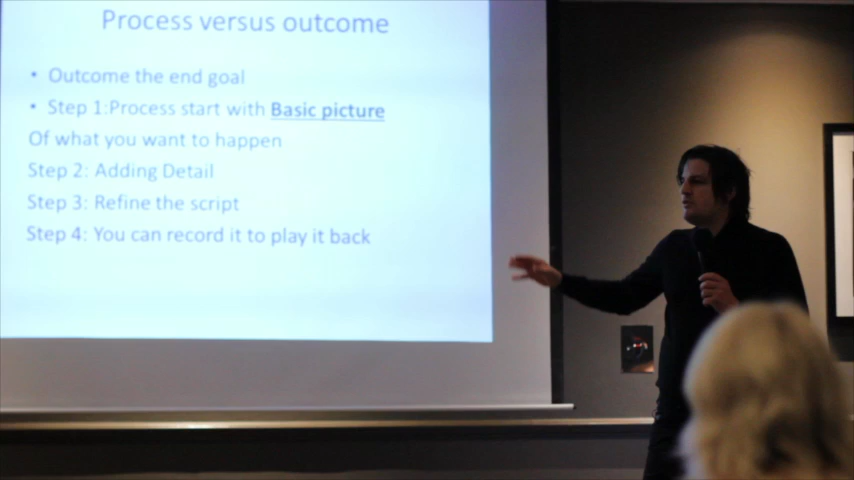 Process versus outcome
• Outcome the end goal
• Step 1:Process start with Basic picture
Of what you want to happen
Step 2: Adding Detail
Step 3: Refine the script
Step 4: You can record it to play it back